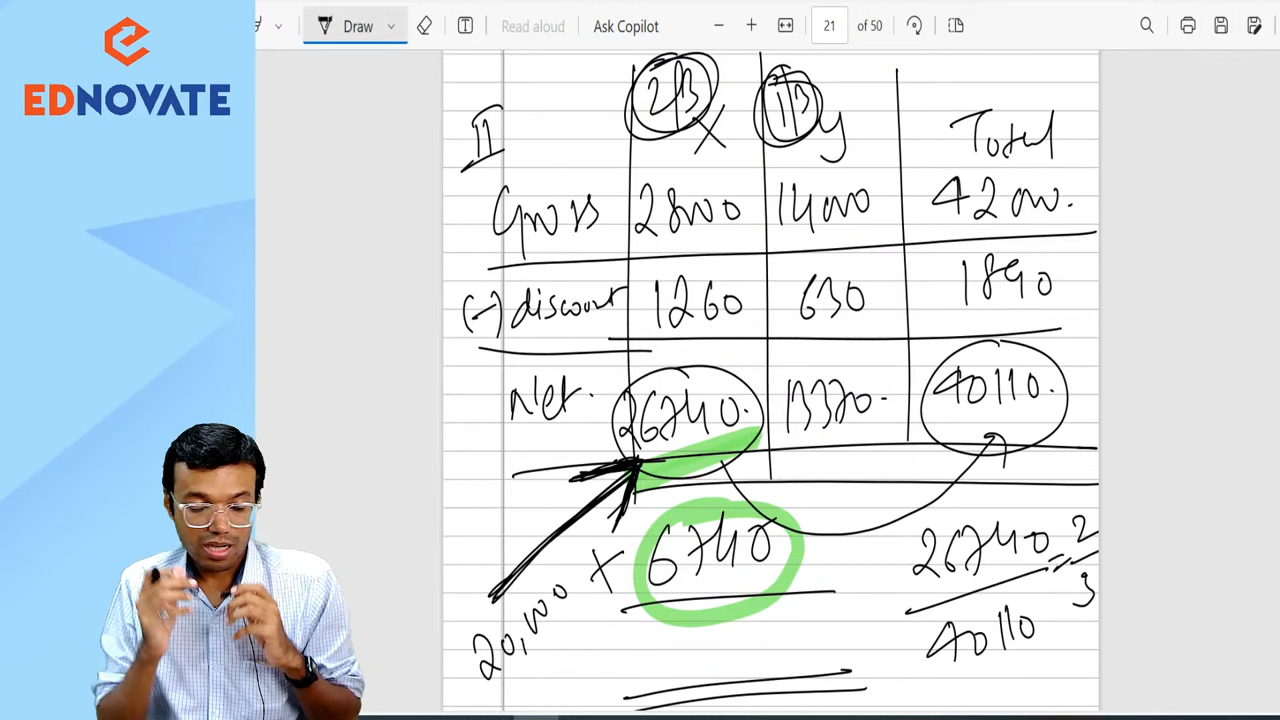 Draw
Read aloud
Ask Copilot
21 of 50
EDNOVATE
2/3 1/3
II X Y Total
Gross 28000 14000 42000.
(-) discount 1260 630 1890
Net. 26740. 13370. 40110.
20,000 + 6740
26740 = 2/3
40110